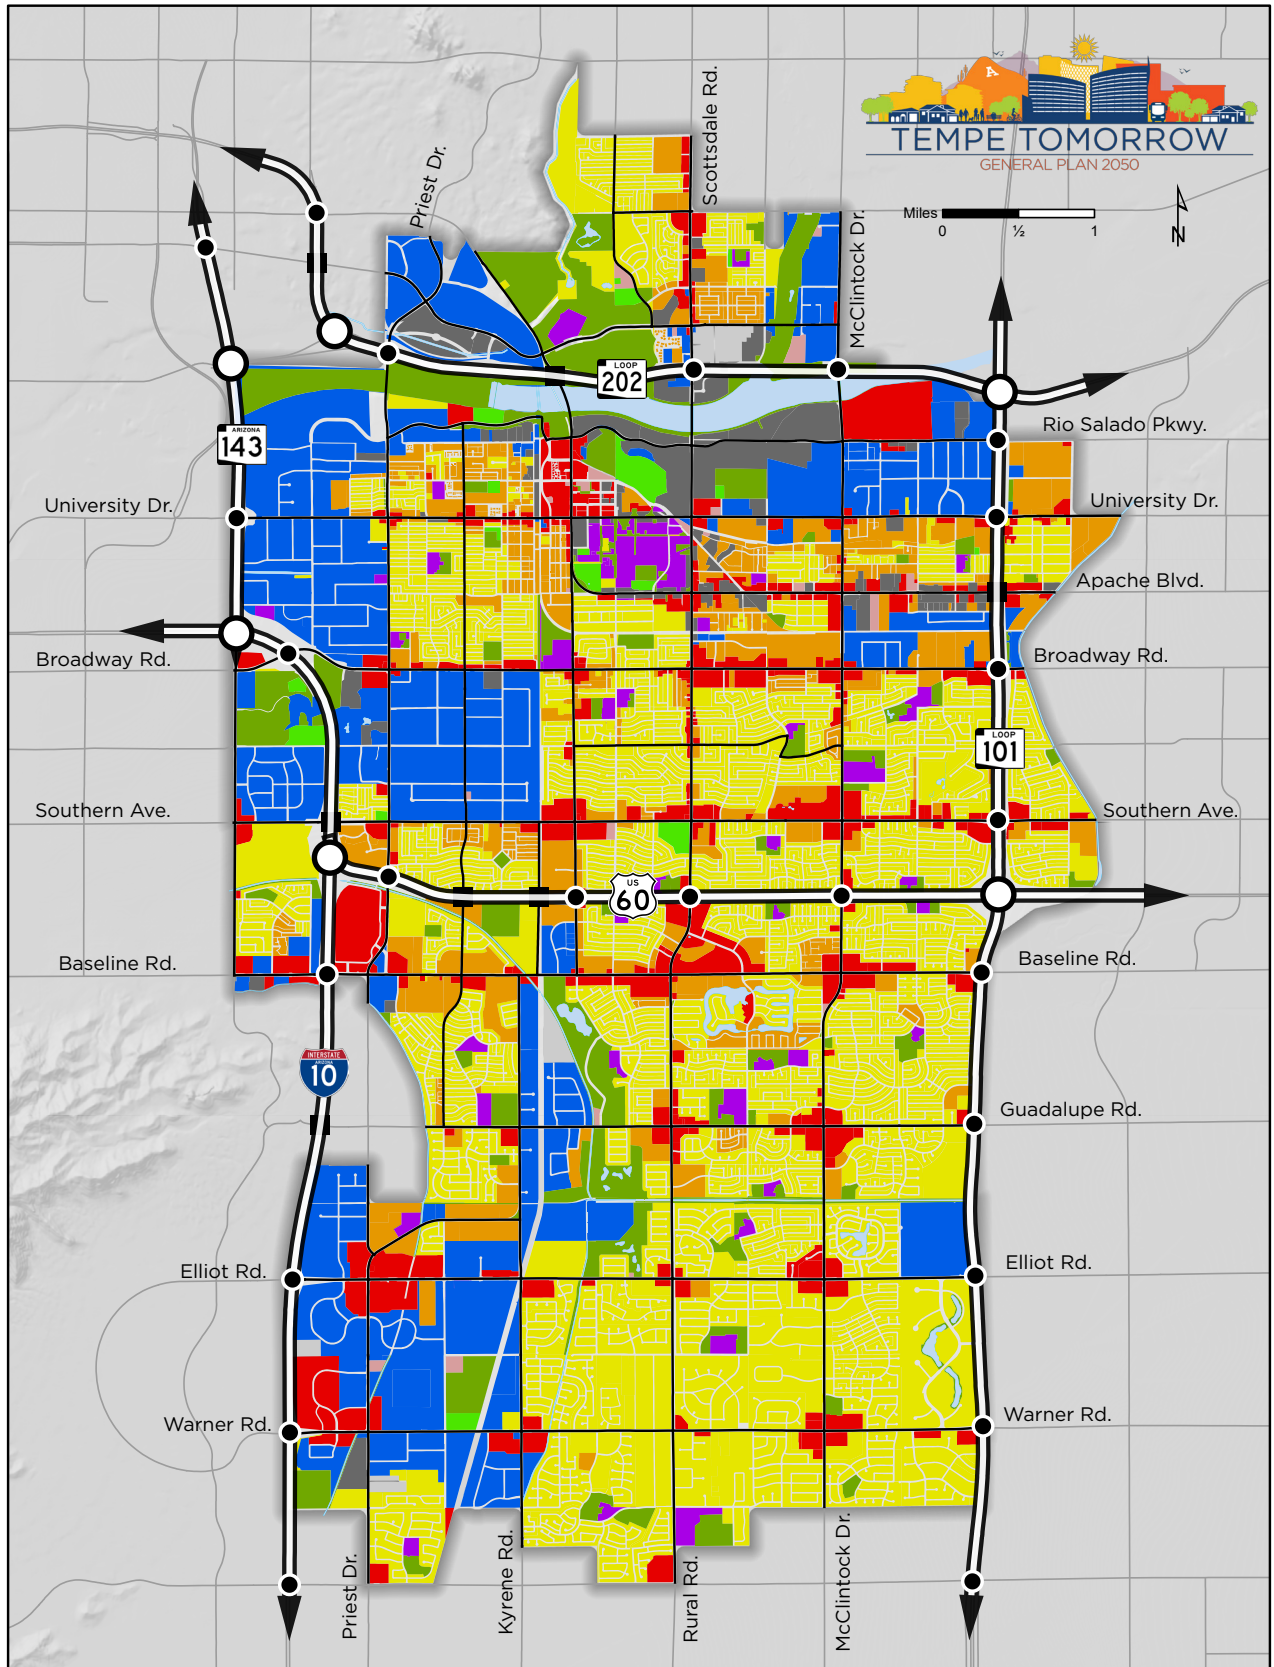 Scottsdale Rd.
Priest Dr.
A
TEMPE TOMORROW
GENERAL PLAN 2050
Miles
0 ½ 1
N
McClintock Dr.
LOOP
202
ARIZONA
143
Rio Salado Pkwy.
University Dr.
University Dr.
Apache Blvd.
Broadway Rd.
Broadway Rd.
LOOP
101
Southern Ave.
Southern Ave.
US
60
Baseline Rd.
Baseline Rd.
INTERSTATE
ARIZONA
10
Guadalupe Rd.
Elliot Rd.
Elliot Rd.
Warner Rd.
Warner Rd.
Priest Dr.
Kyrene Rd.
Rural Rd.
McClintock Dr.